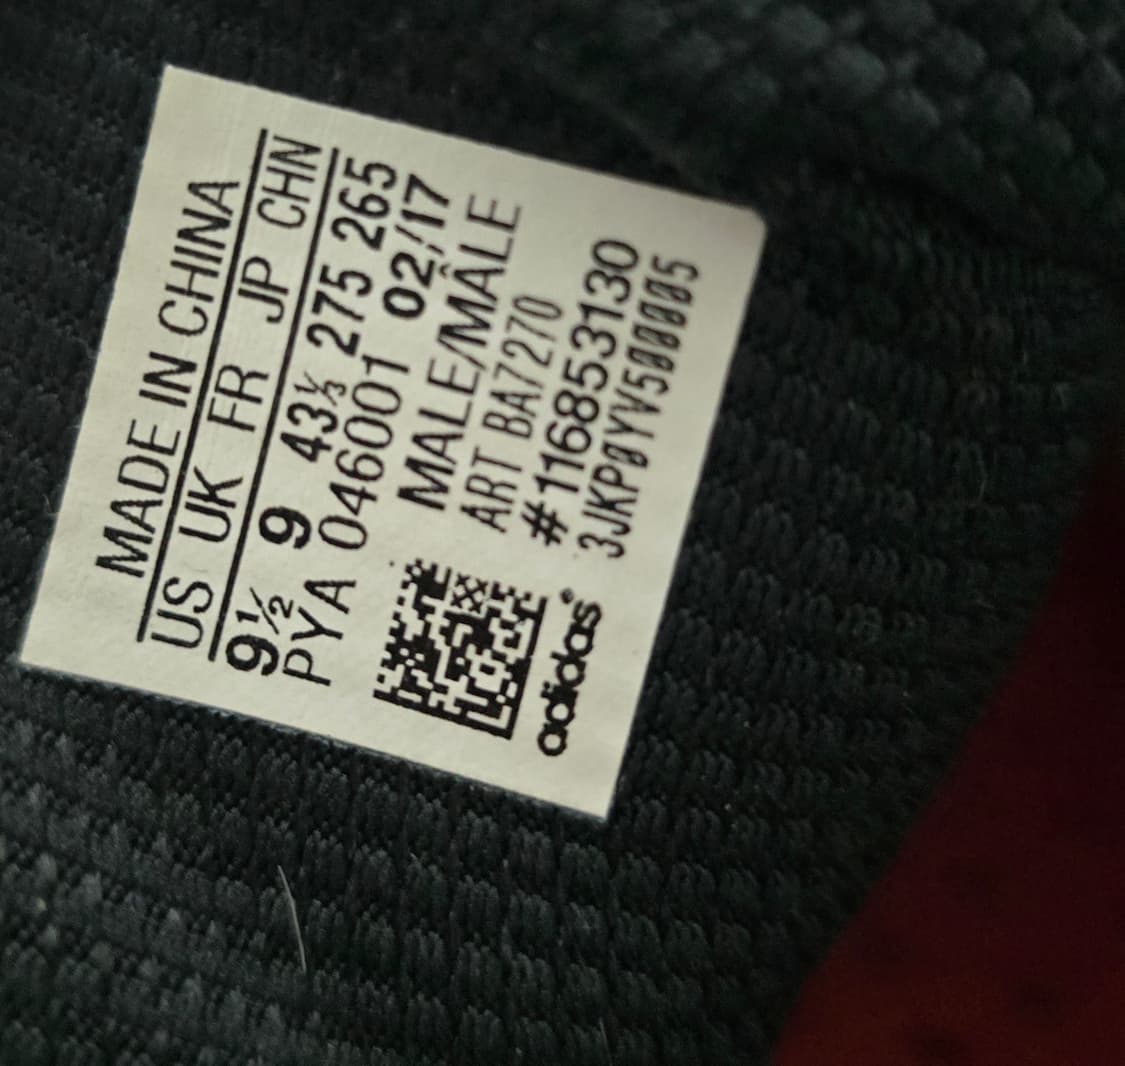 MADE IN CHINA
US UK FR JP CHN
9½ 9 43⅓ 275 265
PYA 046001 02/17
MALE/MÂLE
ART BA7270
#116853130
3JKP0YV500005
adidas®